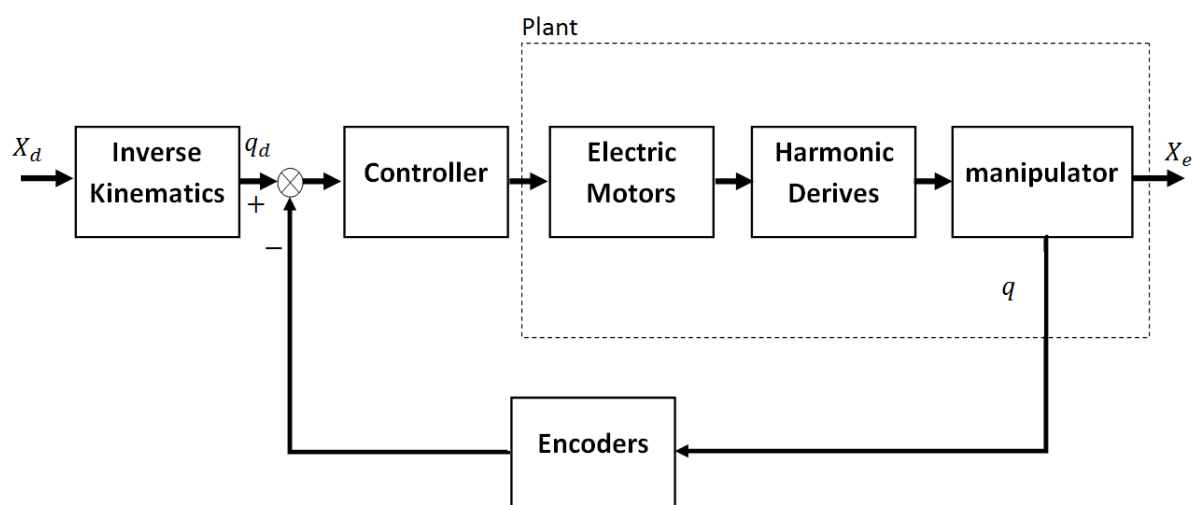 Plant
X_d
Inverse
Kinematics
q_d
+
−
Controller
Electric
Motors
Harmonic
Derives
manipulator
X_e
q
Encoders